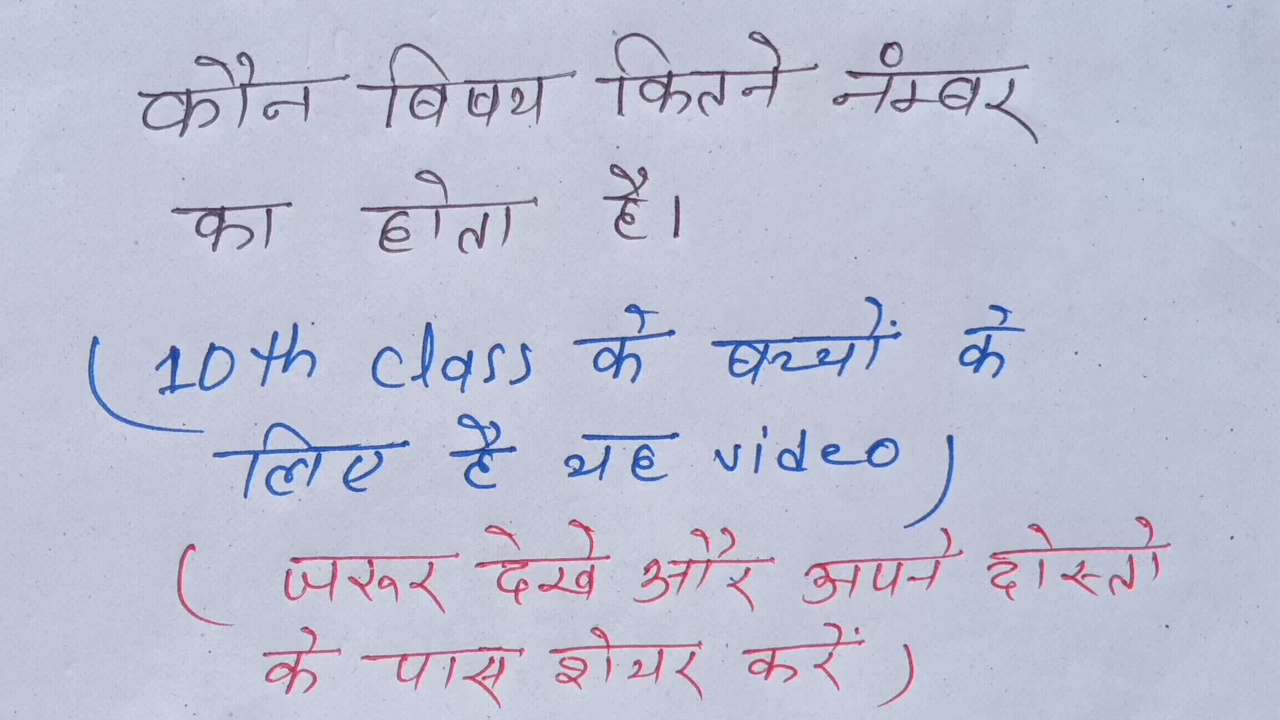 कौन बिषय कितने नंम्बर
का होता है।
(10th class के बच्चों के
लिए है यह video)
(जरूर देखे और अपने दोस्तो
के पास शेयर करें)